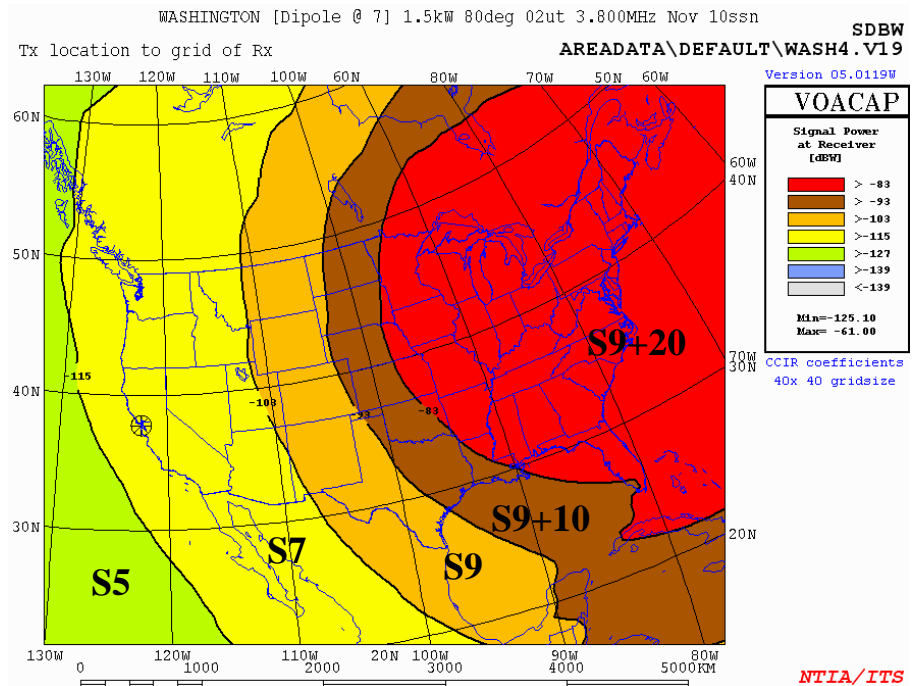 WASHINGTON [Dipole @ 7] 1.5kW 80deg 02ut 3.800MHz Nov 10ssn
SDBW
Tx location to grid of Rx
AREADATA\DEFAULT\WASH4.V19
130W 120W 110W 100W 60N 80W 70W 50N 60W
Version 05.0119W
VOACAP
Signal Power
at Receiver
[dBW]
> -83
> -93
>-103
>-115
>-127
>-139
<-139
Min=-125.10
Max= -61.00
CCIR coefficients
40x 40 gridsize
60N
60W
40N
50N
S9+20
70W
30N
-115
40N
-103
-93
-83
30N
S9+10
20N
S7
S9
S5
130W 120W 110W 20N 100W 90W 80W
0 1000 2000 3000 4000 5000KM
NTIA/ITS